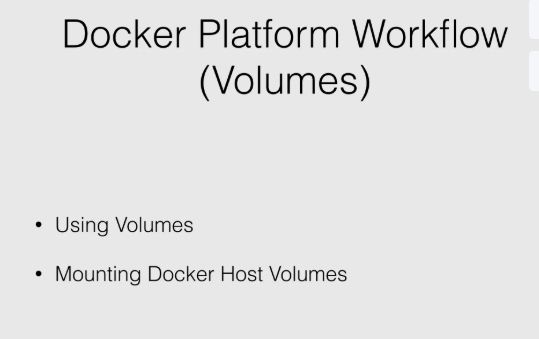 Docker Platform Workflow
(Volumes)
• Using Volumes
• Mounting Docker Host Volumes